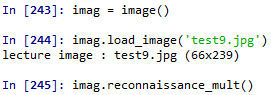 In [243]: imag = image()
In [244]: imag.load_image('test9.jpg')
lecture image : test9.jpg (66x239)
In [245]: imag.reconnaissance_mult()